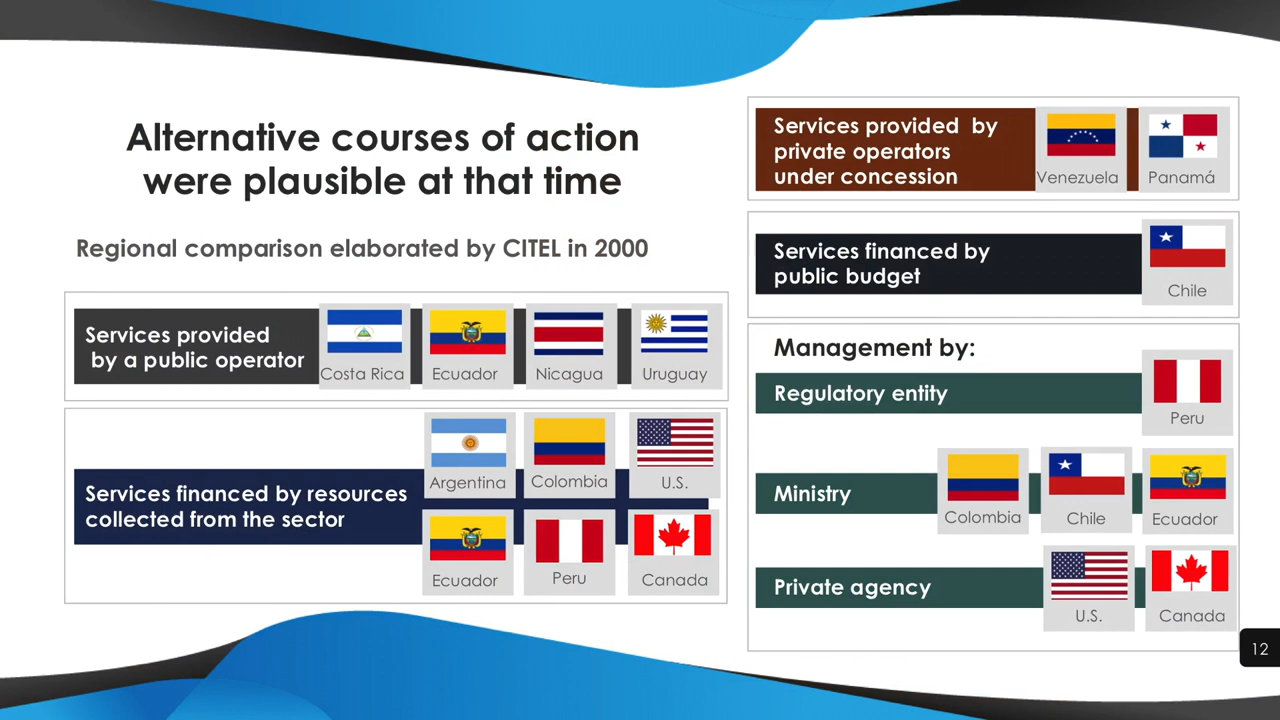 Alternative courses of action
were plausible at that time
Regional comparison elaborated by CITEL in 2000
Services provided
by a public operator
Costa Rica
Ecuador
Nicagua
Uruguay
Services financed by resources
collected from the sector
Argentina
Colombia
U.S.
Ecuador
Peru
Canada
Services provided by
private operators
under concession
Venezuela
Panamá
Services financed by
public budget
Chile
Management by:
Regulatory entity
Peru
Ministry
Colombia
Chile
Ecuador
Private agency
U.S.
Canada
12